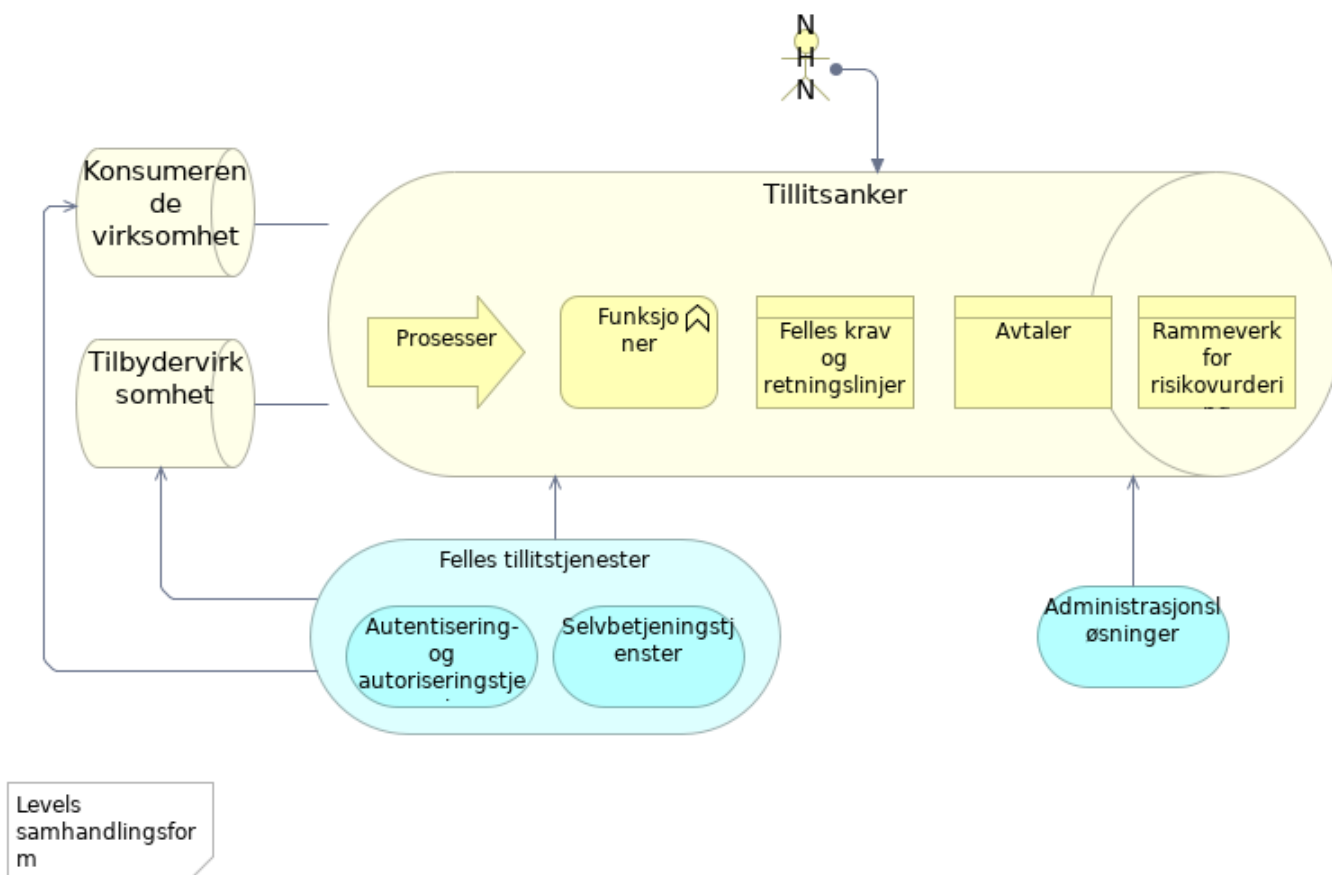 N
H
N
Tillitsanker
Konsumeren
de
virksomhet
Tilbydervirk
somhet
Prosesser
Funksjo
ner
Felles krav
og
retningslinjer
Avtaler
Rammeverk
for
risikovurderi
Felles tillitstjenester
Autentisering-
og
autoriseringstje
Selvbetjeningstj
enster
Administrasjonsl
øsninger
Levels
samhandlingsfor
m